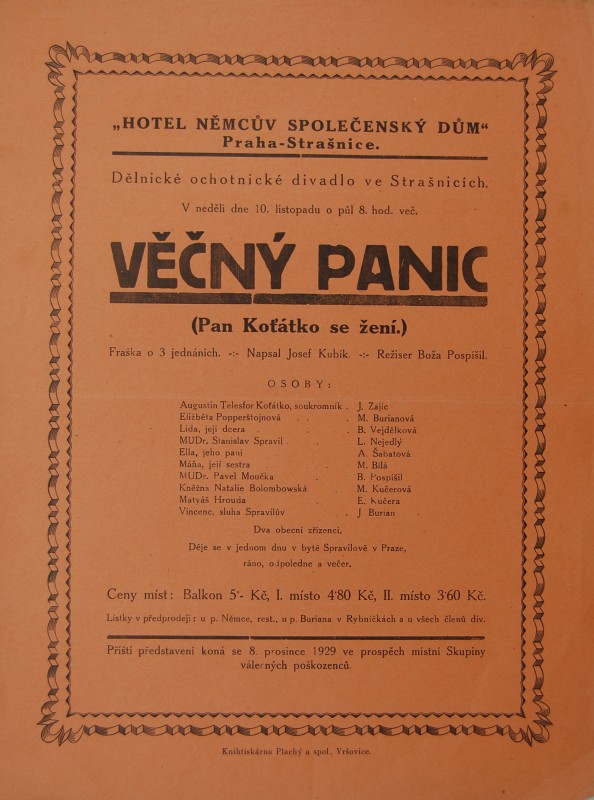 „HOTEL NĚMCŮV SPOLEČENSKÝ DŮM“
Praha-Strašnice.
Dělnické ochotnické divadlo ve Strašnicích.
V neděli dne 10. listopadu o půl 8. hod. več.
VĚČNÝ PANIC
(Pan Koťátko se žení.)
Fraška o 3 jednáních. -:- Napsal Josef Kubík. -:- Režiser Boža Pospíšil.
OSOBY:
Augustin Telesfor Koťátko, soukromník . J. Zajíc
Eližběta Popperštojnová . . . M. Burianová
Lída, její dcera . . . B. Vejdělková
MUDr. Stanislav Spravil . . L. Nejedlý
Ella, jeho paní . . A. Šabatová
Máňa, její sestra . . . M. Bílá
MUDr. Pavel Moučka . . B. Pospíšil
Kněžna Natalie Bolombowská . M. Kučerová
Matyáš Hrouda . . E. Kučera
Vincenc, sluha Spravilův . . J Burian
Dva obecní zřízenci.
Děje se v jednom dnu v bytě Spravilově v Praze,
ráno, odpoledne a večer.
Ceny míst: Balkon 5·- Kč, I. místo 4·80 Kč, II. místo 3·60 Kč.
Lístky v předprodeji: u p. Němce, rest., u p. Buriana v Rybníčkách a u všech členů div.
Příští představení koná se 8. prosince 1929 ve prospěch místní Skupiny
válečných poškozenců.
Knihtiskárna Plachý a spol., Vršovice.